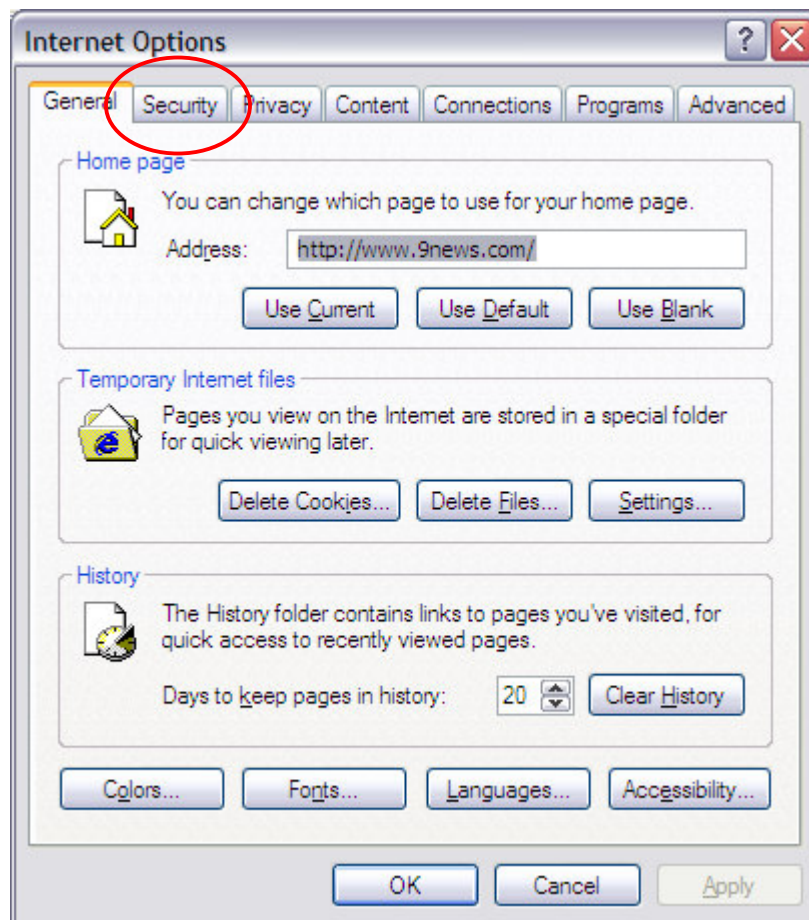 Internet Options
?
X
General Security Privacy Content Connections Programs Advanced
Home page
You can change which page to use for your home page.
Address: http://www.9news.com/
Use Current Use Default Use Blank
Temporary Internet files
Pages you view on the Internet are stored in a special folder
for quick viewing later.
Delete Cookies... Delete Files... Settings...
History
The History folder contains links to pages you've visited, for
quick access to recently viewed pages.
Days to keep pages in history: 20 Clear History
Colors... Fonts... Languages... Accessibility...
OK Cancel Apply